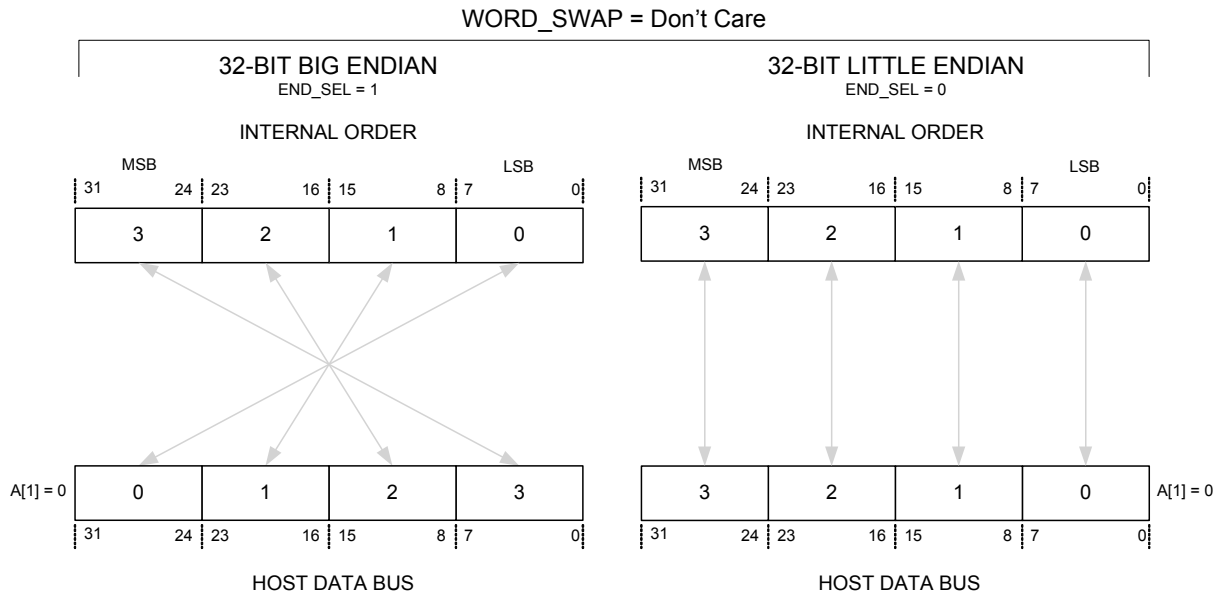 WORD_SWAP = Don't Care
32-BIT BIG ENDIAN
END_SEL = 1
INTERNAL ORDER
MSB LSB
31 24 23 16 15 8 7 0
3 2 1 0
A[1] = 0 0 1 2 3
31 24 23 16 15 8 7 0
HOST DATA BUS
32-BIT LITTLE ENDIAN
END_SEL = 0
INTERNAL ORDER
MSB LSB
31 24 23 16 15 8 7 0
3 2 1 0
3 2 1 0 A[1] = 0
31 24 23 16 15 8 7 0
HOST DATA BUS